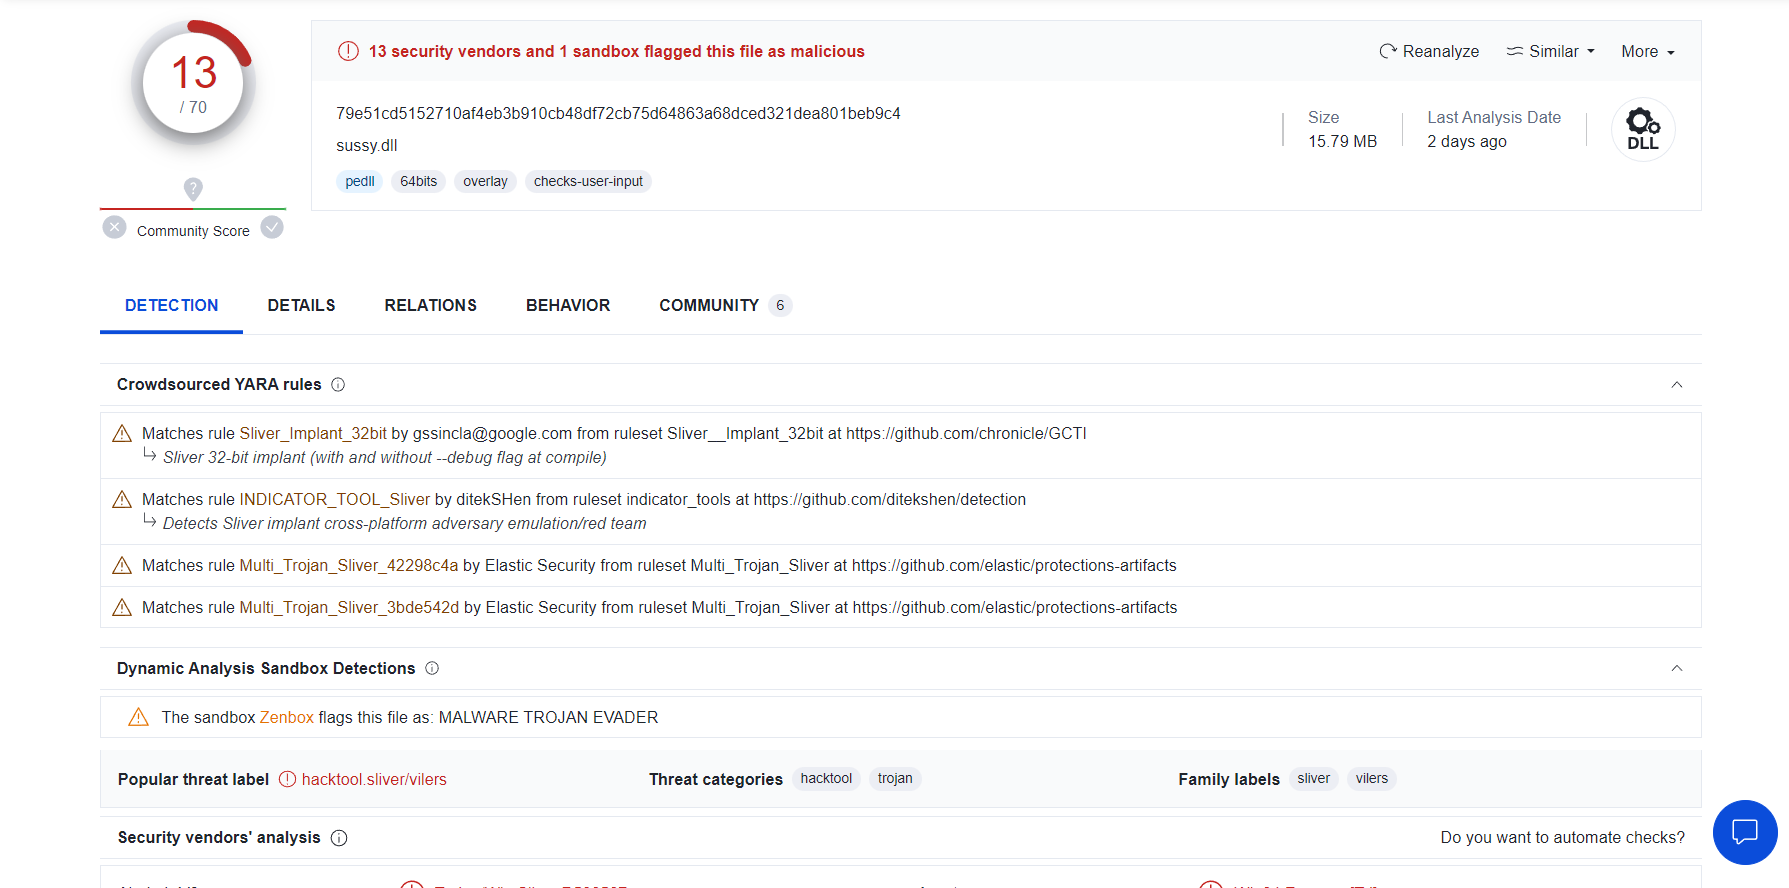 13
/ 70
Community Score
13 security vendors and 1 sandbox flagged this file as malicious
Reanalyze
Similar
More
79e51cd5152710af4eb3b910cb48df72cb75d64863a68dced321dea801beb9c4
sussy.dll
pedll
64bits
overlay
checks-user-input
Size
15.79 MB
Last Analysis Date
2 days ago
DLL
DETECTION
DETAILS
RELATIONS
BEHAVIOR
COMMUNITY 6
Crowdsourced YARA rules
Matches rule Sliver_Implant_32bit by gssincla@google.com from ruleset Sliver__Implant_32bit at https://github.com/chronicle/GCTI
Sliver 32-bit implant (with and without --debug flag at compile)
Matches rule INDICATOR_TOOL_Sliver by ditekSHen from ruleset indicator_tools at https://github.com/ditekshen/detection
Detects Sliver implant cross-platform adversary emulation/red team
Matches rule Multi_Trojan_Sliver_42298c4a by Elastic Security from ruleset Multi_Trojan_Sliver at https://github.com/elastic/protections-artifacts
Matches rule Multi_Trojan_Sliver_3bde542d by Elastic Security from ruleset Multi_Trojan_Sliver at https://github.com/elastic/protections-artifacts
Dynamic Analysis Sandbox Detections
The sandbox Zenbox flags this file as: MALWARE TROJAN EVADER
Popular threat label hacktool.sliver/vilers
Threat categories hacktool trojan
Family labels sliver vilers
Security vendors' analysis
Do you want to automate checks?